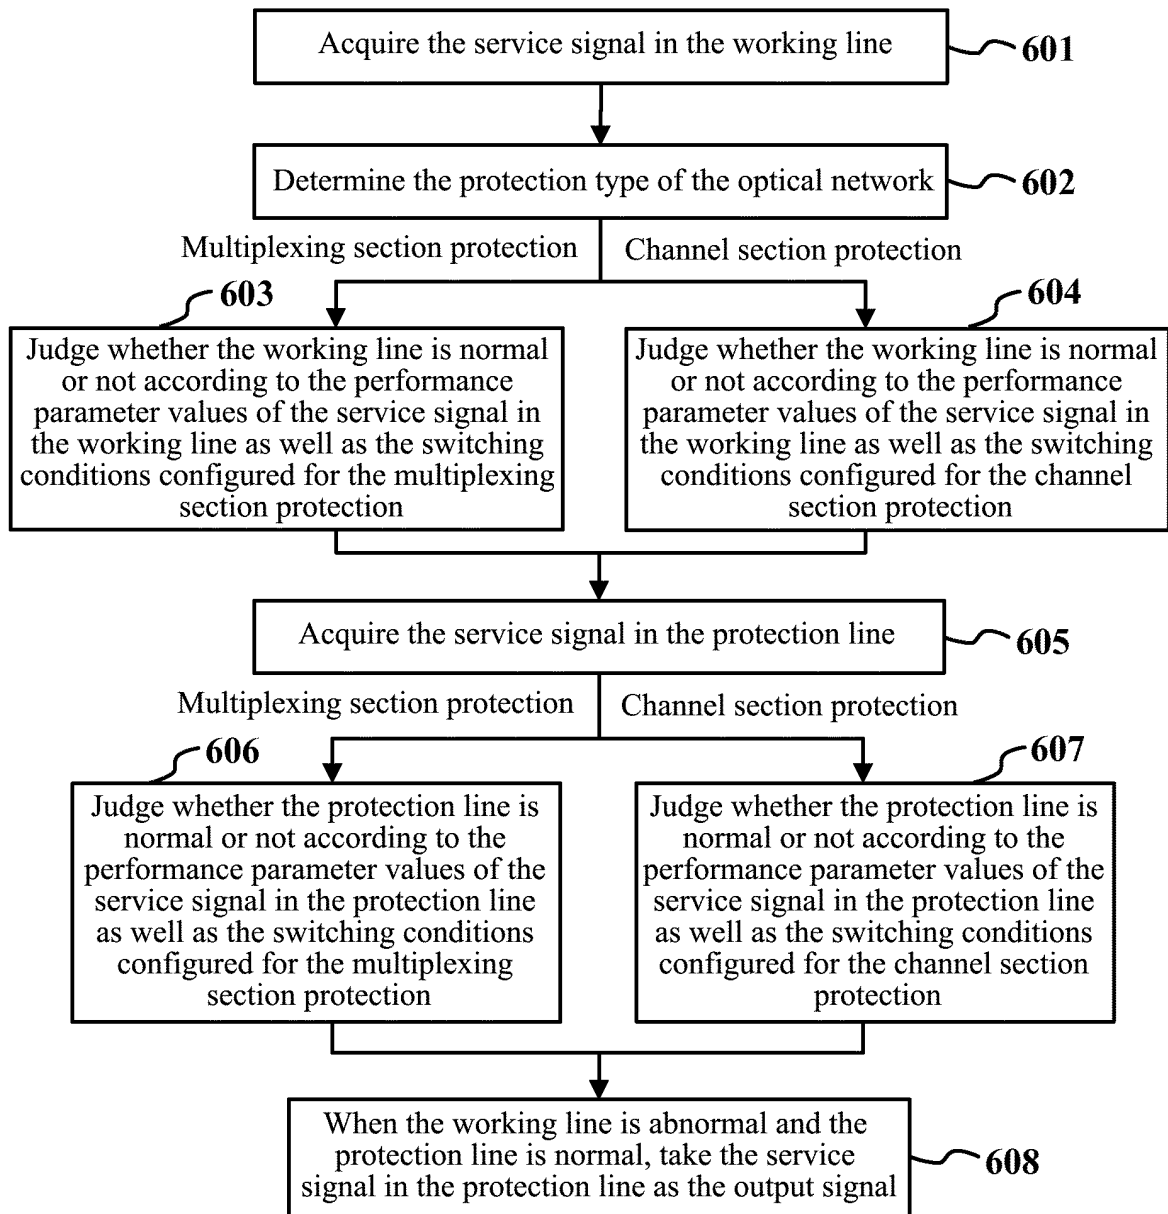 Acquire the service signal in the working line
601
Determine the protection type of the optical network
602
Multiplexing section protection
Channel section protection
603
604
Judge whether the working line is normal
or not according to the performance
parameter values of the service signal in
the working line as well as the switching
conditions configured for the multiplexing
section protection
Judge whether the working line is normal
or not according to the performance
parameter values of the service signal in
the working line as well as the switching
conditions configured for the channel
section protection
Acquire the service signal in the protection line
605
Multiplexing section protection
Channel section protection
606
607
Judge whether the protection line is
normal or not according to the
performance parameter values of the
service signal in the protection line
as well as the switching conditions
configured for the multiplexing
section protection
Judge whether the protection line is
normal or not according to the
performance parameter values of the
service signal in the protection line
as well as the switching conditions
configured for the channel section
protection
When the working line is abnormal and the
protection line is normal, take the service
signal in the protection line as the output signal
608